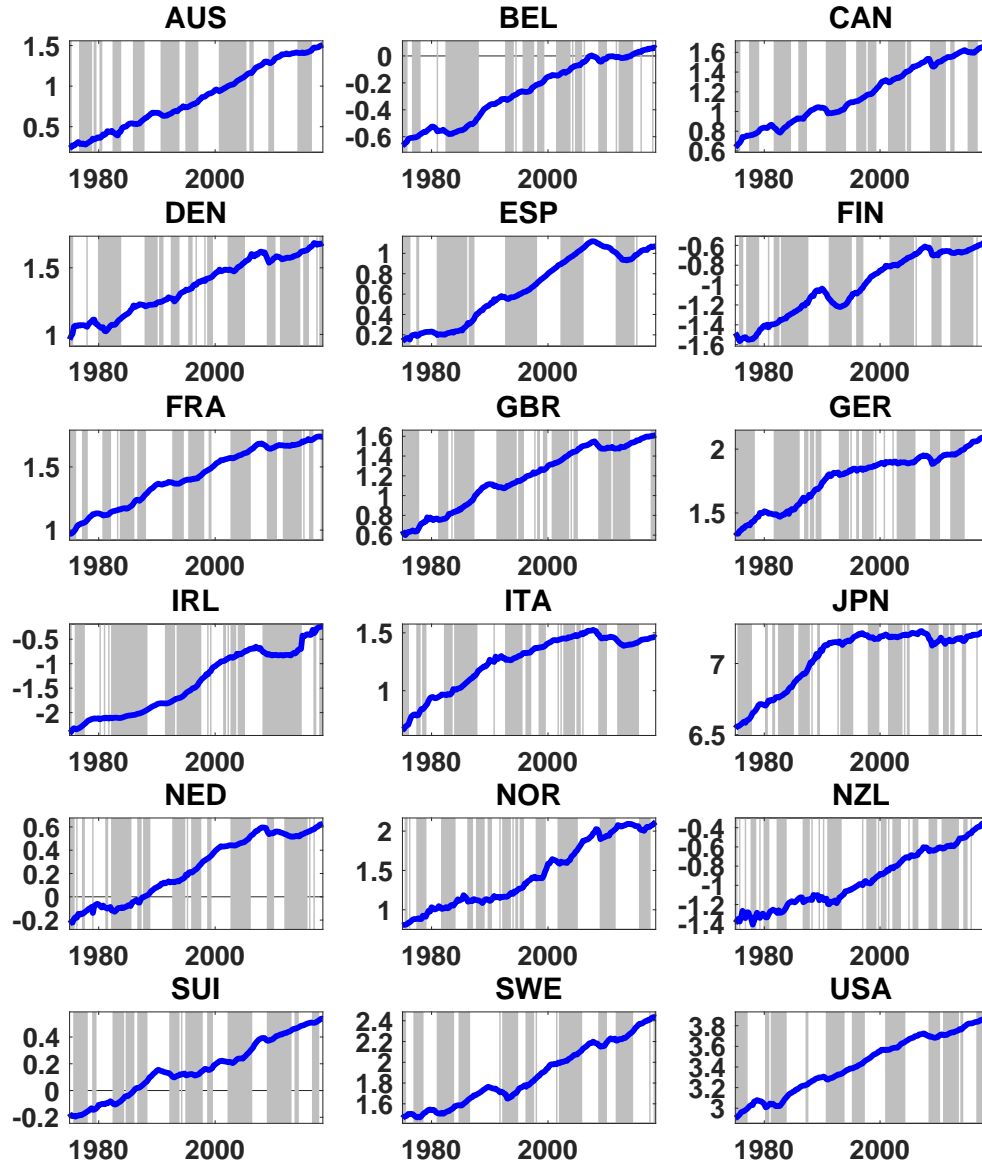 AUS BEL CAN
1.5 0 1.6
-0.2 1.4
1 1.2
-0.4 1
0.5 -0.6 0.8
0.6
1980 2000 1980 2000 1980 2000
DEN ESP FIN
1 -0.6
1.5 0.8 -0.8
0.6 -1
0.4 -1.2
1 0.2 -1.4
-1.6
1980 2000 1980 2000 1980 2000
FRA GBR GER
1.6 2
1.5 1.4
1.2
1 1.5
1 0.8
0.6
1980 2000 1980 2000 1980 2000
IRL ITA JPN
-0.5 1.5
-1 7
-1.5 1
-2 6.5
1980 2000 1980 2000 1980 2000
NED NOR NZL
0.6 2 -0.4
0.4 -0.6
0.2 1.5 -0.8
0 -1
-0.2 1 -1.2
-1.4
1980 2000 1980 2000 1980 2000
SUI SWE USA
0.4 2.4 3.8
2.2 3.6
0.2 2 3.4
0 1.8 3.2
-0.2 1.6 3
1980 2000 1980 2000 1980 2000